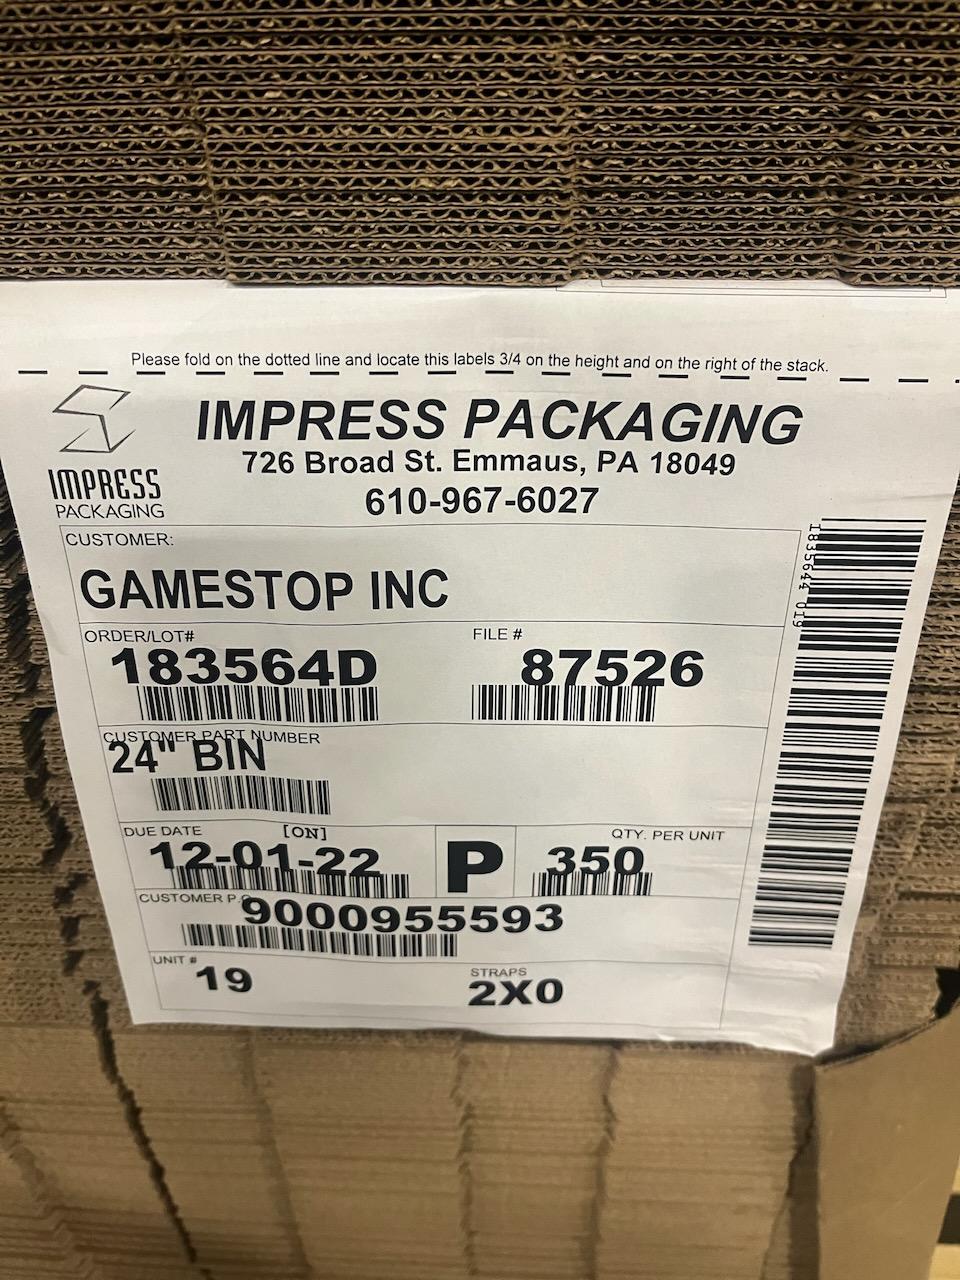 Please fold on the dotted line and locate this labels 3/4 on the height and on the right of the stack.
IMPRESS PACKAGING
726 Broad St. Emmaus, PA 18049
610-967-6027
IMPRESS
PACKAGING
CUSTOMER:
GAMESTOP INC
1835644 019
ORDER/LOT#
183564D
FILE #
87526
CUSTOMER PART NUMBER
24" BIN
DUE DATE
[ON]
12-01-22
P
QTY. PER UNIT
350
CUSTOMER P.O
9000955593
UNIT #
19
STRAPS
2X0